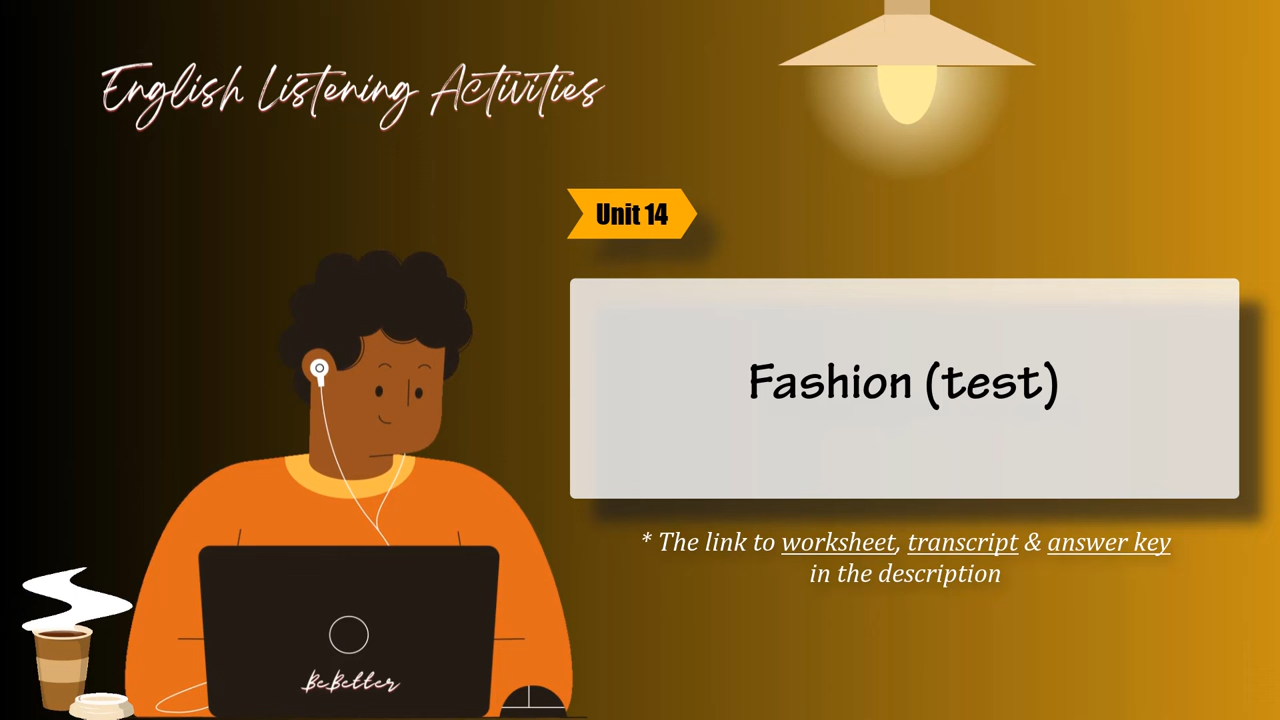 English Listening Activities
Unit 14
Fashion (test)
* The link to worksheet, transcript & answer key
in the description
BeBetter